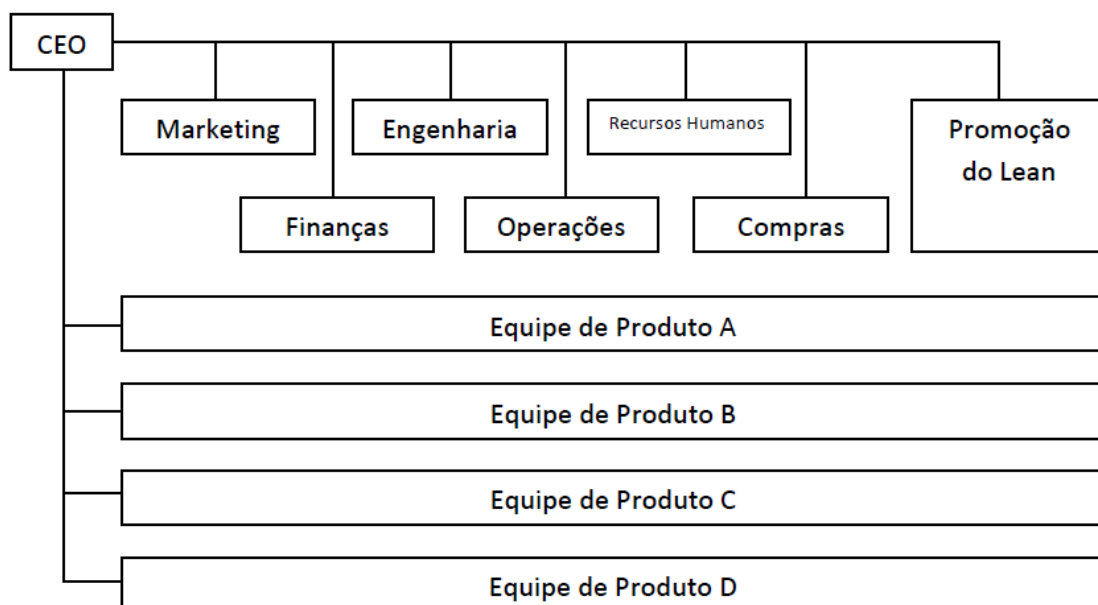 CEO
Marketing
Engenharia
Recursos Humanos
Promoção
do Lean
Finanças
Operações
Compras
Equipe de Produto A
Equipe de Produto B
Equipe de Produto C
Equipe de Produto D